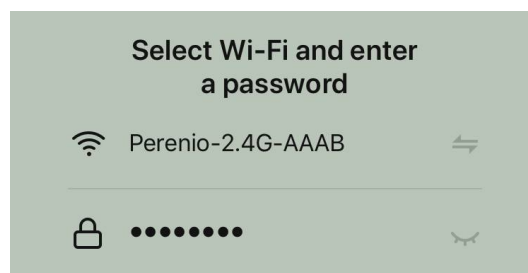 Select Wi-Fi and enter
a password
Perenio-2.4G-AAAB
••••••••